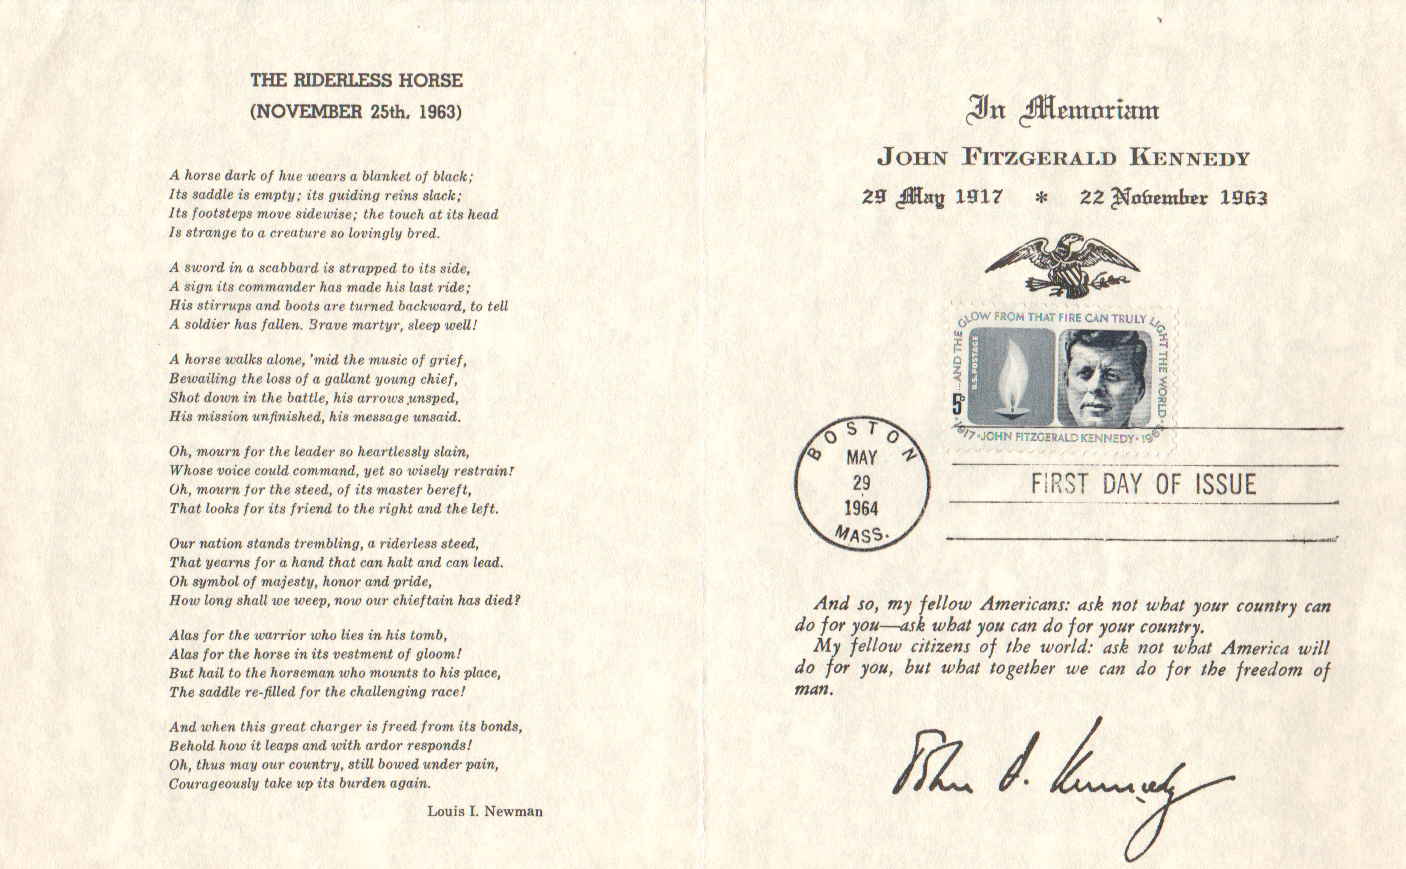 THE RIDERLESS HORSE
(NOVEMBER 25th, 1963)
A horse dark of hue wears a blanket of black;
Its saddle is empty; its guiding reins slack;
Its footsteps move sidewise; the touch at its head
Is strange to a creature so lovingly bred.
A sword in a scabbard is strapped to its side,
A sign its commander has made his last ride;
His stirrups and boots are turned backward, to tell
A soldier has fallen. Brave martyr, sleep well!
A horse walks alone, 'mid the music of grief,
Bewailing the loss of a gallant young chief,
Shot down in the battle, his arrows unsped,
His mission unfinished, his message unsaid.
Oh, mourn for the leader so heartlessly slain,
Whose voice could command, yet so wisely restrain!
Oh, mourn for the steed, of its master bereft,
That looks for its friend to the right and the left.
Our nation stands trembling, a riderless steed,
That yearns for a hand that can halt and can lead.
Oh symbol of majesty, honor and pride,
How long shall we weep, now our chieftain has died?
Alas for the warrior who lies in his tomb,
Alas for the horse in its vestment of gloom!
But hail to the horseman who mounts to his place,
The saddle re-filled for the challenging race!
And when this great charger is freed from its bonds,
Behold how it leaps and with ardor responds!
Oh, thus may our country, still bowed under pain,
Courageously take up its burden again.
Louis I. Newman
In Memoriam
JOHN FITZGERALD KENNEDY
29 May 1917 * 22 November 1963
...AND THE GLOW FROM THAT FIRE CAN TRULY LIGHT THE WORLD·
U.S. POSTAGE
5¢
·1917·JOHN FITZGERALD KENNEDY·1963
BOSTON
MAY
29
1964
MASS.
FIRST DAY OF ISSUE
And so, my fellow Americans: ask not what your country can
do for you—ask what you can do for your country.
My fellow citizens of the world: ask not what America will
do for you, but what together we can do for the freedom of
man.
John F. Kennedy